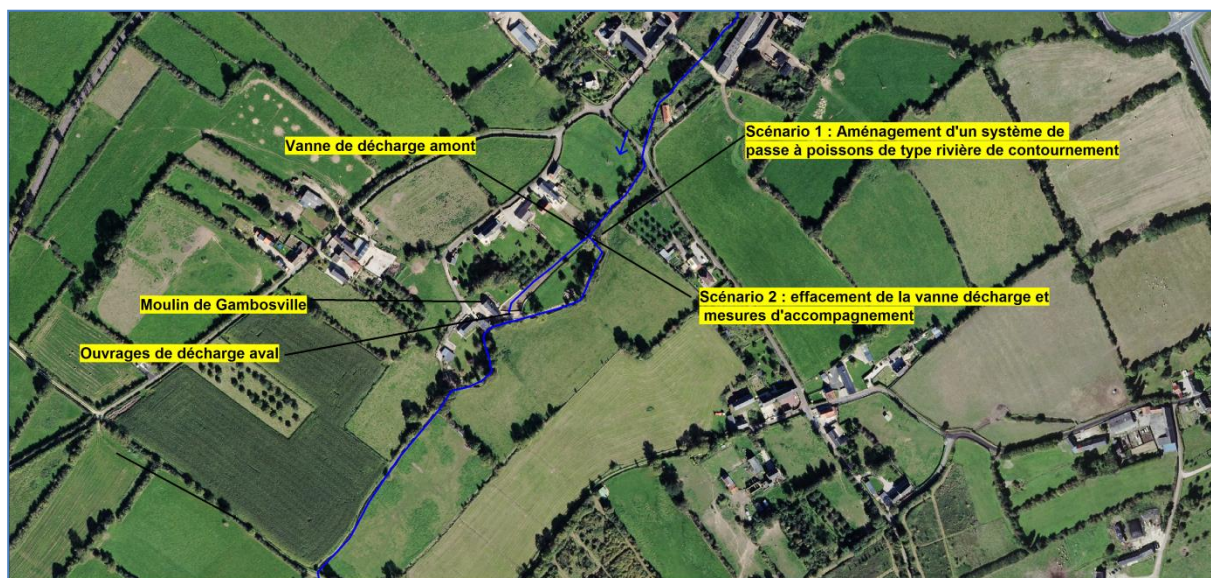 Vanne de décharge amont
Scénario 1 : Aménagement d'un système de
passe à poissons de type rivière de contournement
Moulin de Gambosville
Scénario 2 : effacement de la vanne décharge et
mesures d'accompagnement
Ouvrages de décharge aval